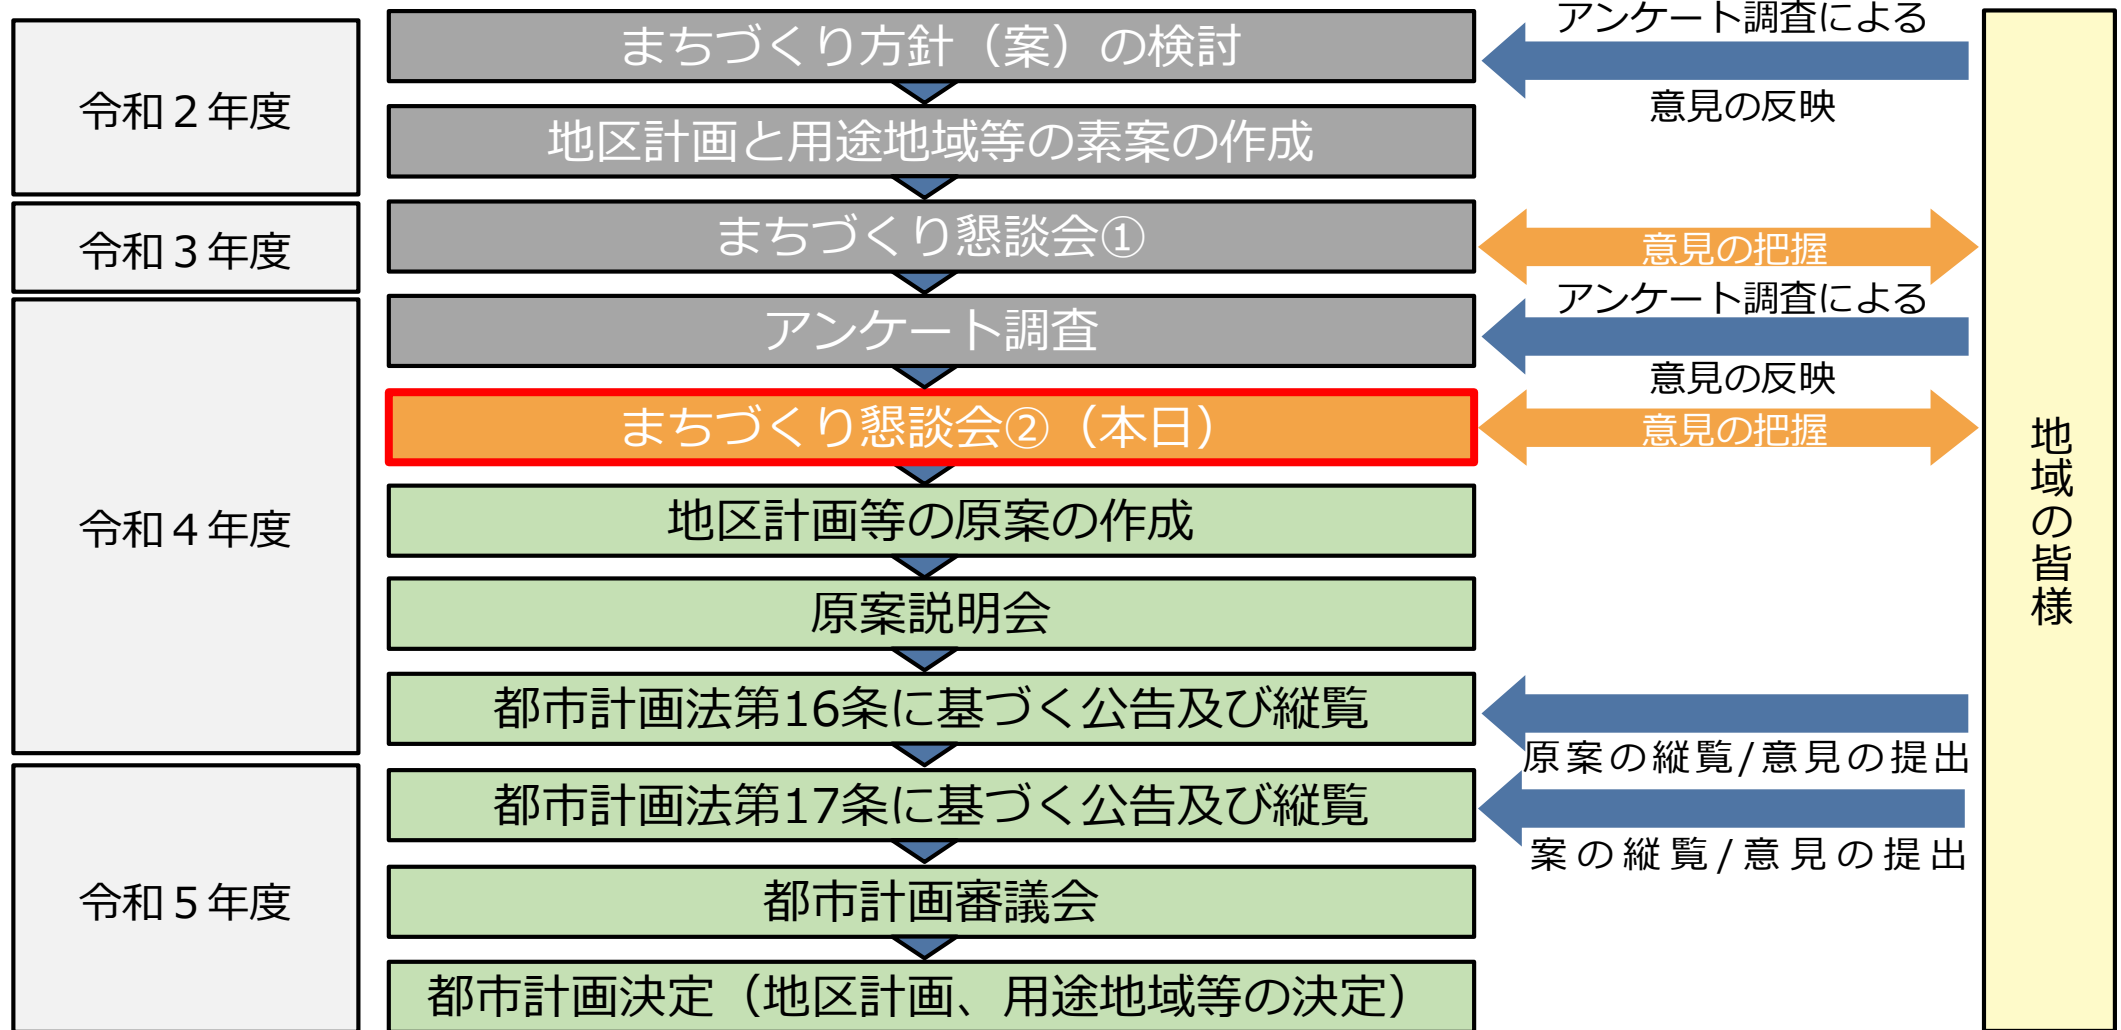 令和２年度
まちづくり方針（案）の検討
アンケート調査による
意見の反映
地区計画と用途地域等の素案の作成
令和３年度
まちづくり懇談会①
意見の把握
令和４年度
アンケート調査
アンケート調査による
意見の反映
まちづくり懇談会②（本日）
意見の把握
地区計画等の原案の作成
原案説明会
都市計画法第16条に基づく公告及び縦覧
原案の縦覧/意見の提出
令和５年度
都市計画法第17条に基づく公告及び縦覧
案の縦覧/意見の提出
都市計画審議会
都市計画決定（地区計画、用途地域等の決定）
地域の皆様